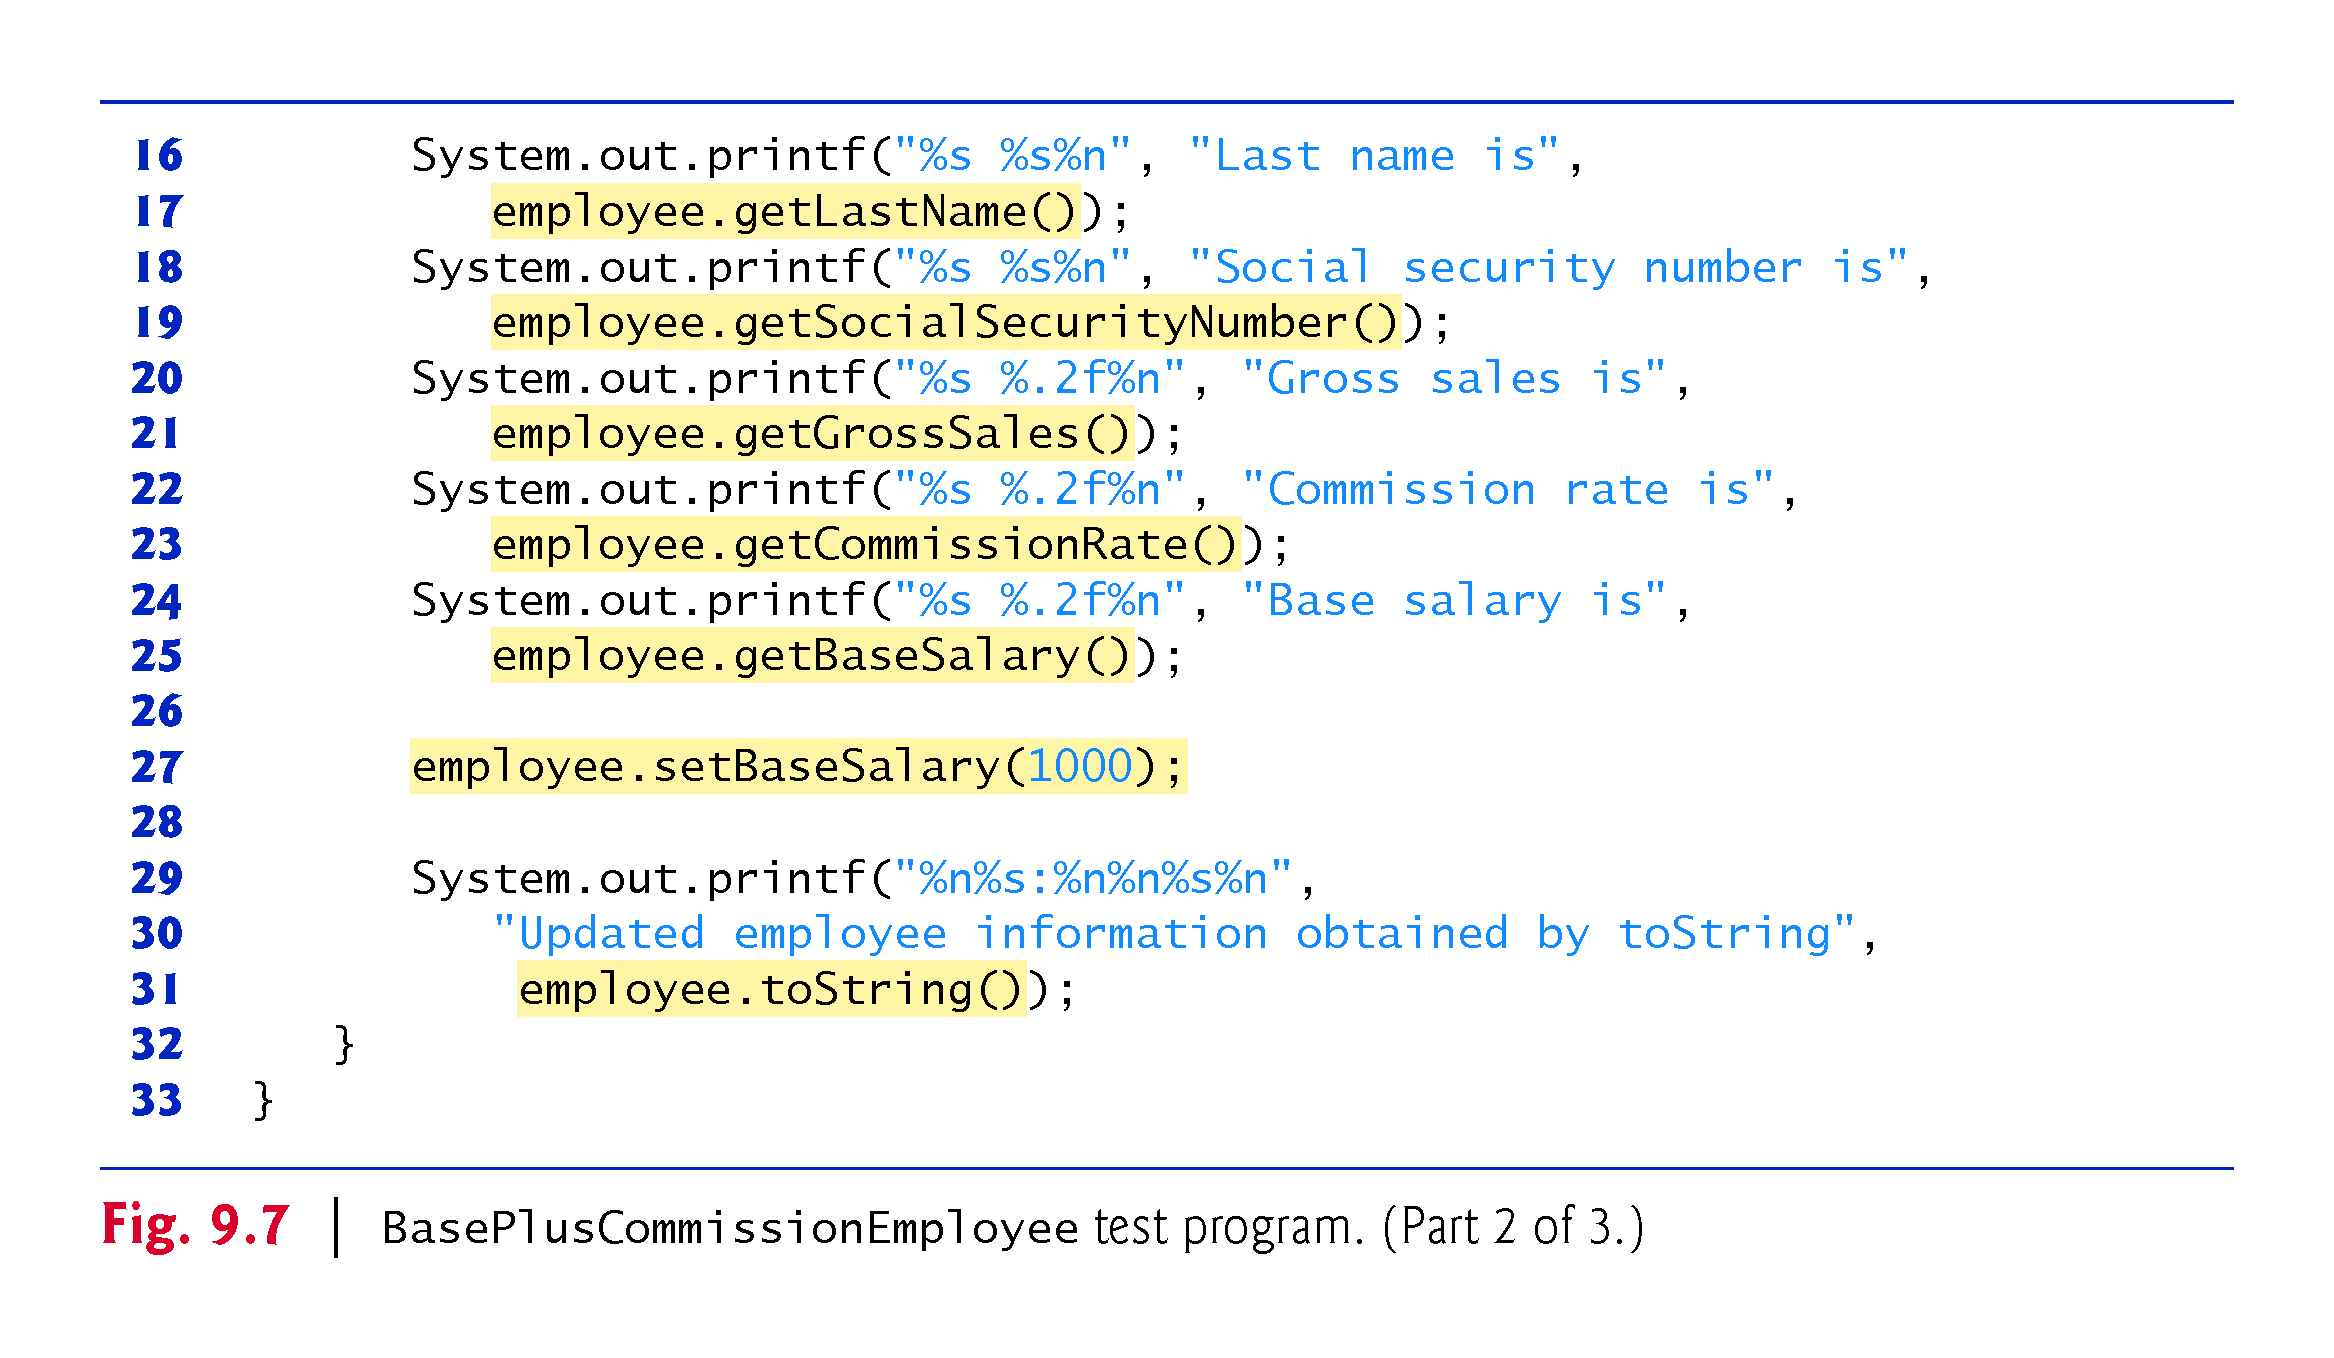 16 System.out.printf("%s %s%n", "Last name is",
17 employee.getLastName());
18 System.out.printf("%s %s%n", "Social security number is",
19 employee.getSocialSecurityNumber());
20 System.out.printf("%s %.2f%n", "Gross sales is",
21 employee.getGrossSales());
22 System.out.printf("%s %.2f%n", "Commission rate is",
23 employee.getCommissionRate());
24 System.out.printf("%s %.2f%n", "Base salary is",
25 employee.getBaseSalary());
26
27 employee.setBaseSalary(1000);
28
29 System.out.printf("%n%s:%n%n%s%n",
30 "Updated employee information obtained by toString",
31 employee.toString());
32 }
33 }
Fig. 9.7 | BasePlusCommissionEmployee test program. (Part 2 of 3.)